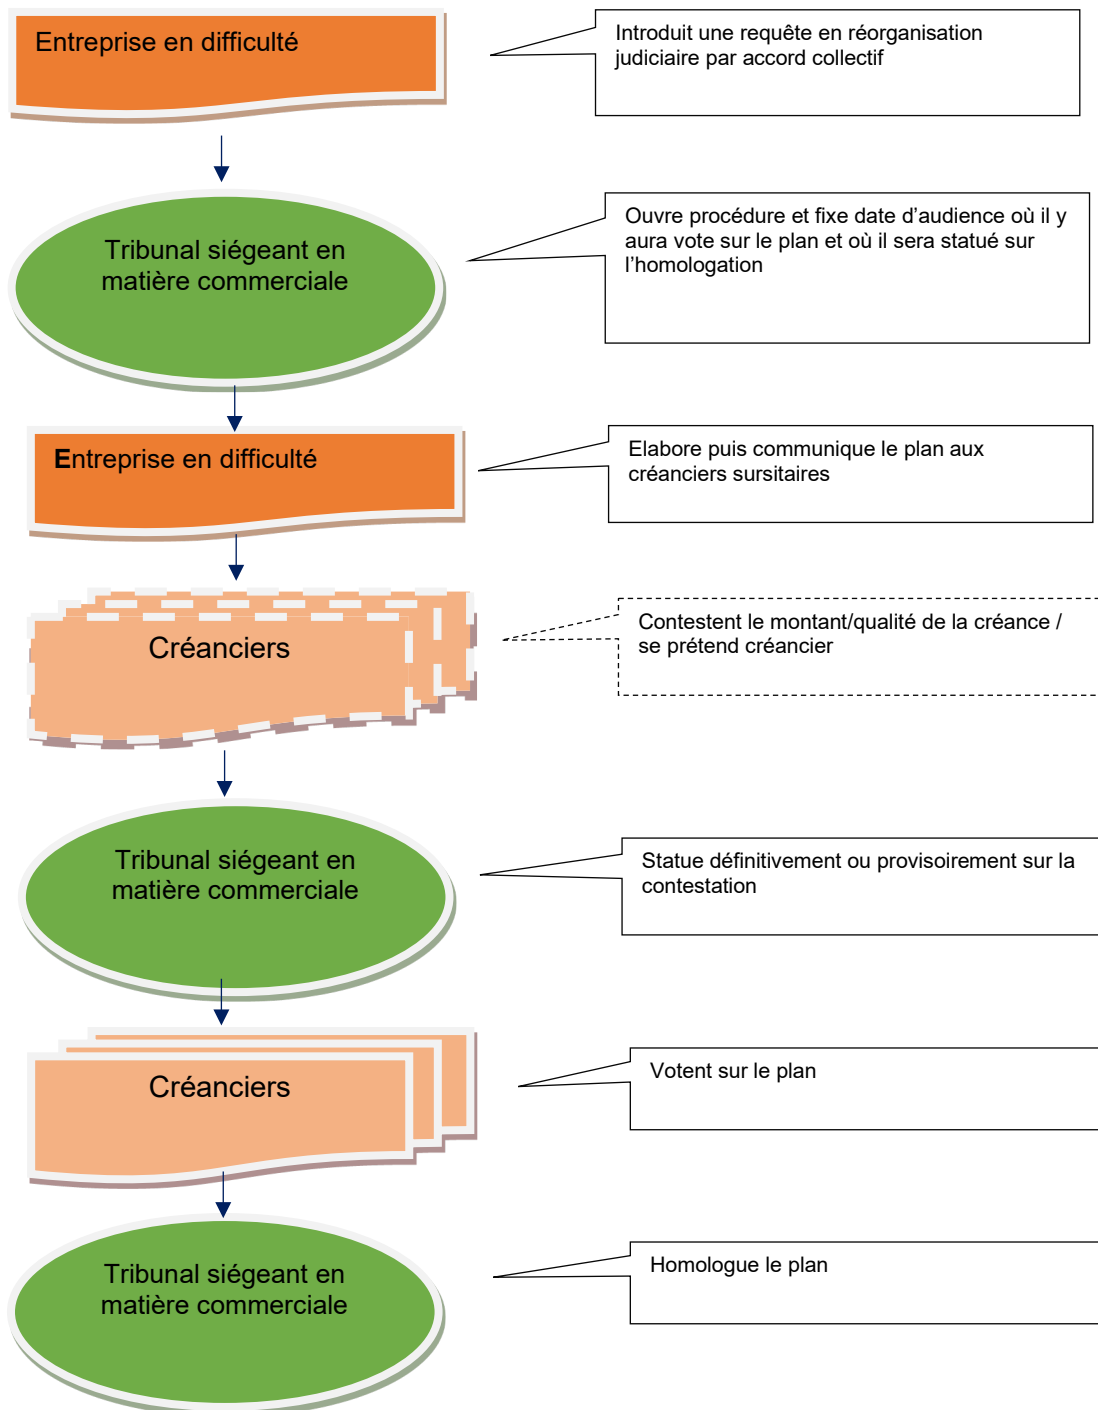 Entreprise en difficulté
Introduit une requête en réorganisation
judiciaire par accord collectif
Tribunal siégeant en
matière commerciale
Ouvre procédure et fixe date d’audience où il y
aura vote sur le plan et où il sera statué sur
l’homologation
Entreprise en difficulté
Elabore puis communique le plan aux
créanciers sursitaires
Créanciers
Contestent le montant/qualité de la créance /
se prétend créancier
Tribunal siégeant en
matière commerciale
Statue définitivement ou provisoirement sur la
contestation
Créanciers
Votent sur le plan
Tribunal siégeant en
matière commerciale
Homologue le plan